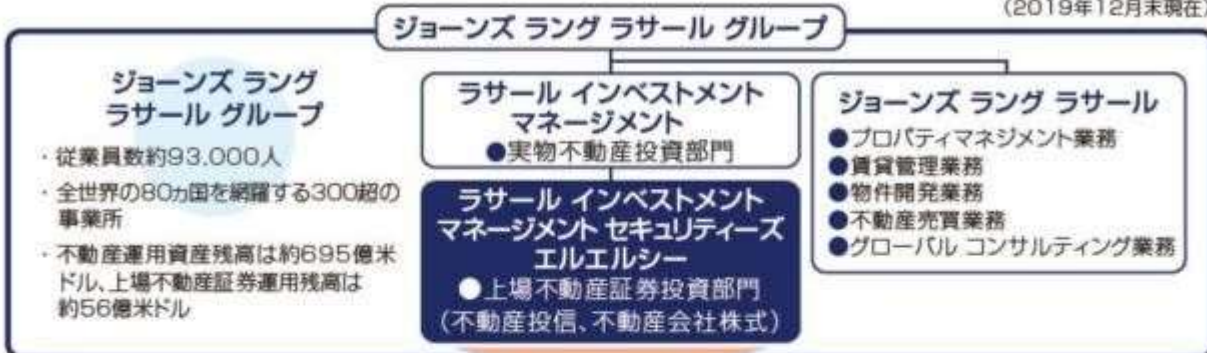 (2019年12月末現在)
ジョーンズ ラング ラサール グループ
ジョーンズ ラング
ラサール グループ
・従業員数約93.000人
・全世界の80ヵ国を網羅する300超の
事業所
・不動産運用資産残高は約695億米
ドル、上場不動産証券運用残高は
約56億米ドル
ラサール インベストメント
マネージメント
●実物不動産投資部門
ラサール インベストメント
マネージメント セキュリティーズ
エルエルシー
●上場不動産証券投資部門
(不動産投信、不動産会社株式)
ジョーンズ ラング ラサール
●プロパティマネジメント業務
●賃貸管理業務
●物件開発業務
●不動産売買業務
●グローバル コンサルティング業務